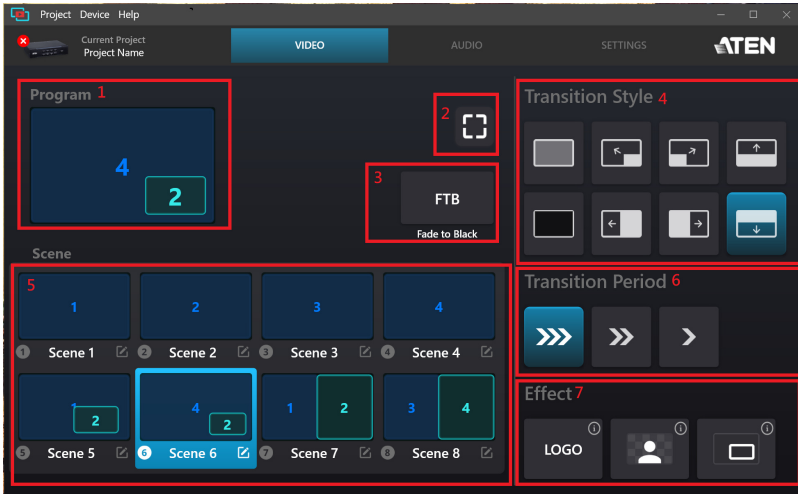 Project Device Help
Current Project
Project Name
VIDEO
AUDIO
SETTINGS
ATEN
Program 1
4
2
2
3
FTB
Fade to Black
Transition Style 4
Scene
5
1
2
3
4
1 Scene 1
2 Scene 2
3 Scene 3
4 Scene 4
1 2
4 2
1 2
3 4
5 Scene 5
6 Scene 6
7 Scene 7
8 Scene 8
Transition Period 6
Effect 7
LOGO